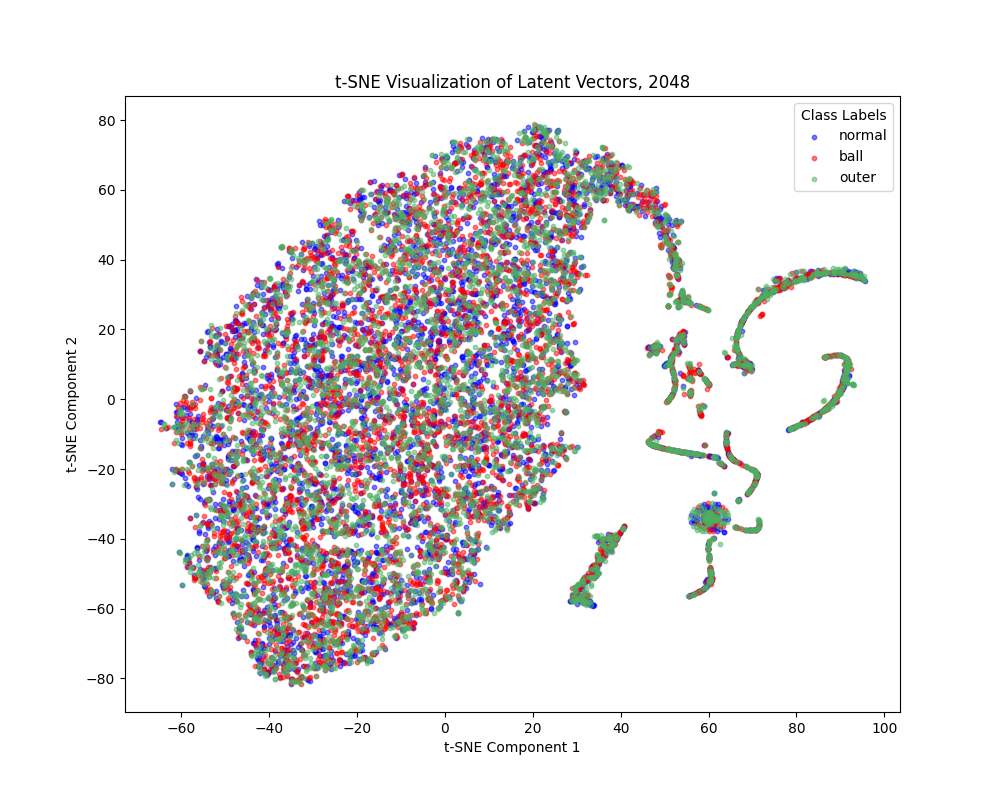 t-SNE Visualization of Latent Vectors, 2048
Class Labels
normal
ball
outer
80
60
40
20
0
−20
−40
−60
−80
t-SNE Component 2
−60 −40 −20 0 20 40 60 80 100
t-SNE Component 1